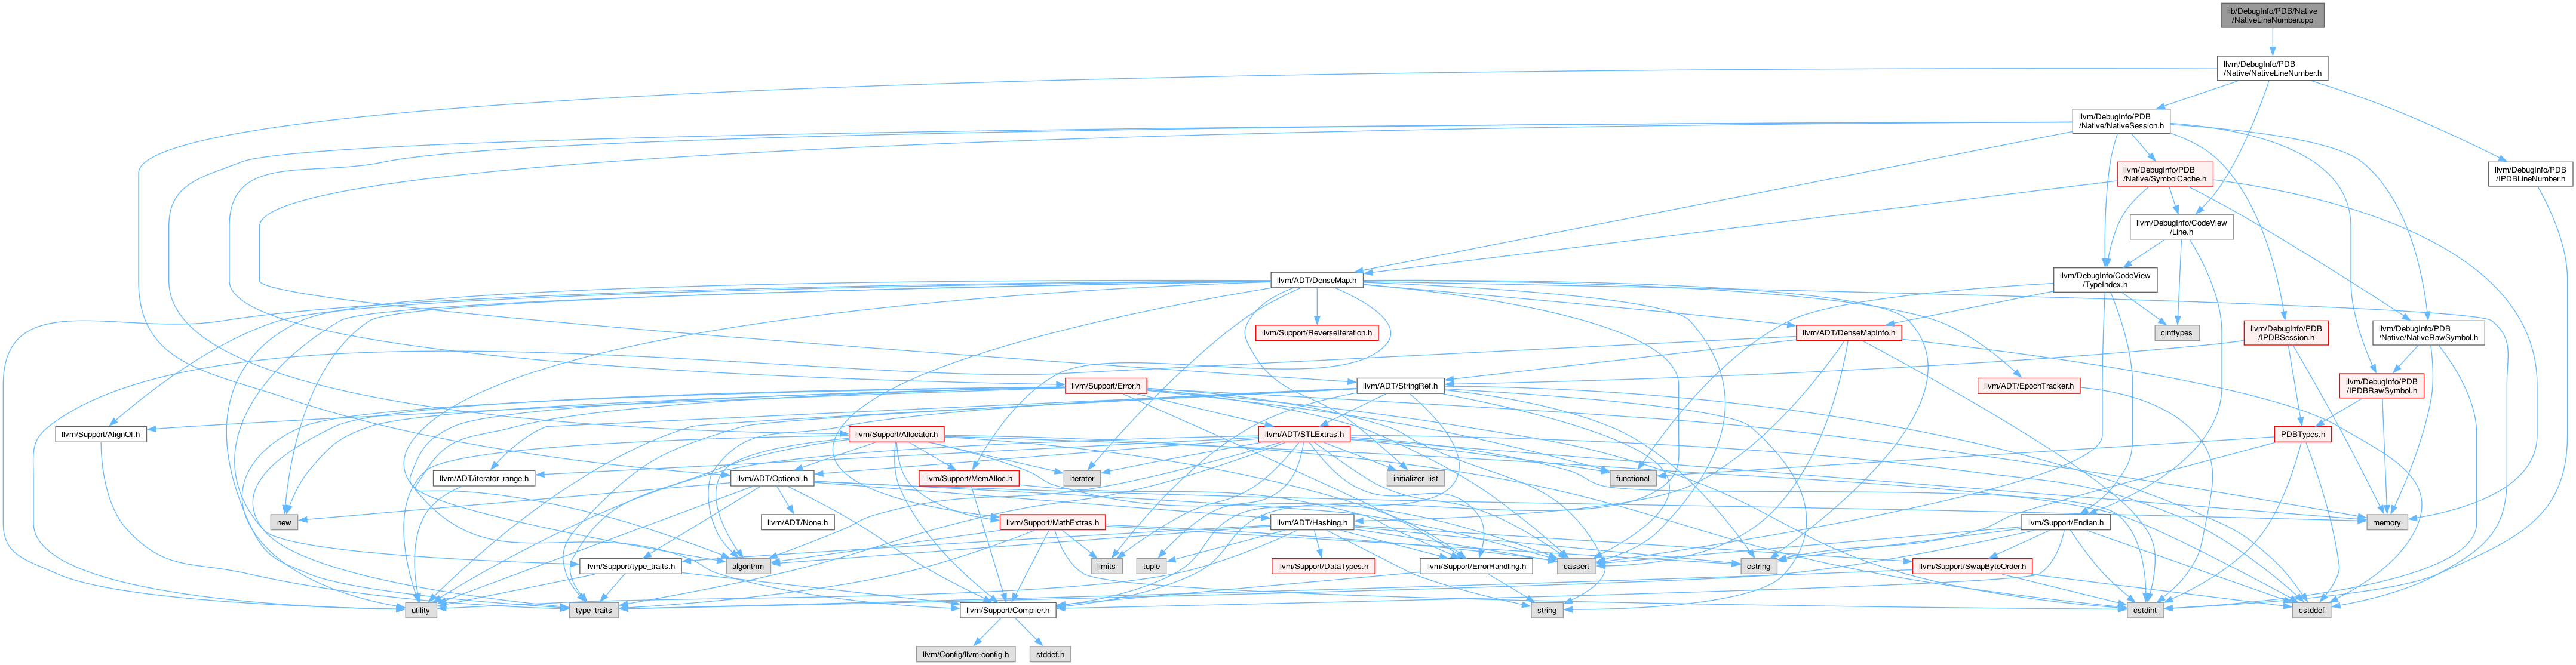 lib/DebugInfo/PDB/Native
/NativeLineNumber.cpp
llvm/DebugInfo/PDB
/Native/NativeLineNumber.h
llvm/DebugInfo/PDB
/Native/NativeSession.h
llvm/DebugInfo/PDB
/Native/SymbolCache.h
llvm/DebugInfo/PDB
/IPDBLineNumber.h
llvm/DebugInfo/CodeView
/Line.h
llvm/ADT/DenseMap.h
llvm/DebugInfo/CodeView
/TypeIndex.h
llvm/Support/ReverseIteration.h
llvm/ADT/DenseMapInfo.h
cinttypes
llvm/DebugInfo/PDB
/IPDBSession.h
llvm/DebugInfo/PDB
/Native/NativeRawSymbol.h
llvm/Support/Error.h
llvm/ADT/StringRef.h
llvm/ADT/EpochTracker.h
llvm/DebugInfo/PDB
/IPDBRawSymbol.h
llvm/Support/AlignOf.h
llvm/Support/Allocator.h
llvm/ADT/STLExtras.h
PDBTypes.h
llvm/ADT/iterator_range.h
llvm/ADT/Optional.h
llvm/Support/MemAlloc.h
iterator
initializer_list
functional
new
llvm/ADT/None.h
llvm/Support/MathExtras.h
llvm/ADT/Hashing.h
llvm/Support/Endian.h
memory
llvm/Support/type_traits.h
algorithm
limits
tuple
llvm/Support/DataTypes.h
llvm/Support/ErrorHandling.h
cassert
cstring
llvm/Support/SwapByteOrder.h
utility
type_traits
llvm/Support/Compiler.h
string
cstdint
cstddef
llvm/Config/llvm-config.h
stddef.h